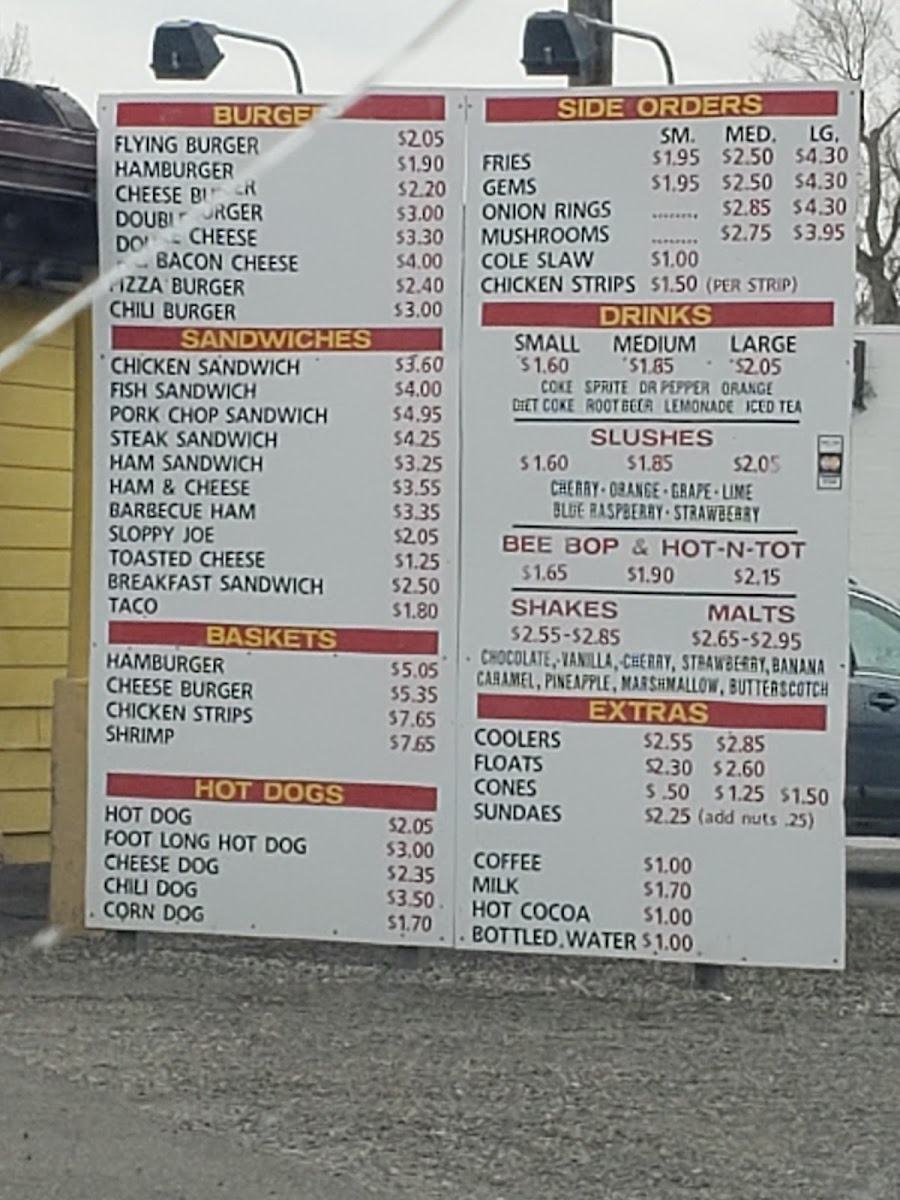 BURGE
FLYING BURGER $2.05
HAMBURGER $1.90
CHEESE BURGER $2.20
DOUBLE BURGER $3.00
DOUBLE CHEESE $3.30
BACON CHEESE $4.00
PIZZA BURGER $2.40
CHILI BURGER $3.00
SANDWICHES
CHICKEN SANDWICH $3.60
FISH SANDWICH $4.00
PORK CHOP SANDWICH $4.95
STEAK SANDWICH $4.25
HAM SANDWICH $3.25
HAM & CHEESE $3.55
BARBECUE HAM $3.35
SLOPPY JOE $2.05
TOASTED CHEESE $1.25
BREAKFAST SANDWICH $2.50
TACO $1.80
BASKETS
HAMBURGER $5.05
CHEESE BURGER $5.35
CHICKEN STRIPS $7.65
SHRIMP $7.65
HOT DOGS
HOT DOG $2.05
FOOT LONG HOT DOG $3.00
CHEESE DOG $2.35
CHILI DOG $3.50
CORN DOG $1.70
SIDE ORDERS
SM. MED. LG.
FRIES $1.95 $2.50 $4.30
GEMS $1.95 $2.50 $4.30
ONION RINGS ........ $2.85 $4.30
MUSHROOMS ........ $2.75 $3.95
COLE SLAW $1.00
CHICKEN STRIPS $1.50 (PER STRIP)
DRINKS
SMALL MEDIUM LARGE
$1.60 $1.85 $2.05
COKE SPRITE DR PEPPER ORANGE
DIET COKE ROOT BEER LEMONADE ICED TEA
SLUSHES
$1.60 $1.85 $2.05
CHERRY · ORANGE · GRAPE · LIME
BLUE RASPBERRY · STRAWBERRY
BEE BOP & HOT-N-TOT
$1.65 $1.90 $2.15
SHAKES MALTS
$2.55-$2.85 $2.65-$2.95
CHOCOLATE, VANILLA, CHERRY, STRAWBERRY, BANANA
CARAMEL, PINEAPPLE, MARSHMALLOW, BUTTERSCOTCH
EXTRAS
COOLERS $2.55 $2.85
FLOATS $2.30 $2.60
CONES $ .50 $1.25 $1.50
SUNDAES $2.25 (add nuts .25)
COFFEE $1.00
MILK $1.70
HOT COCOA $1.00
BOTTLED WATER $1.00